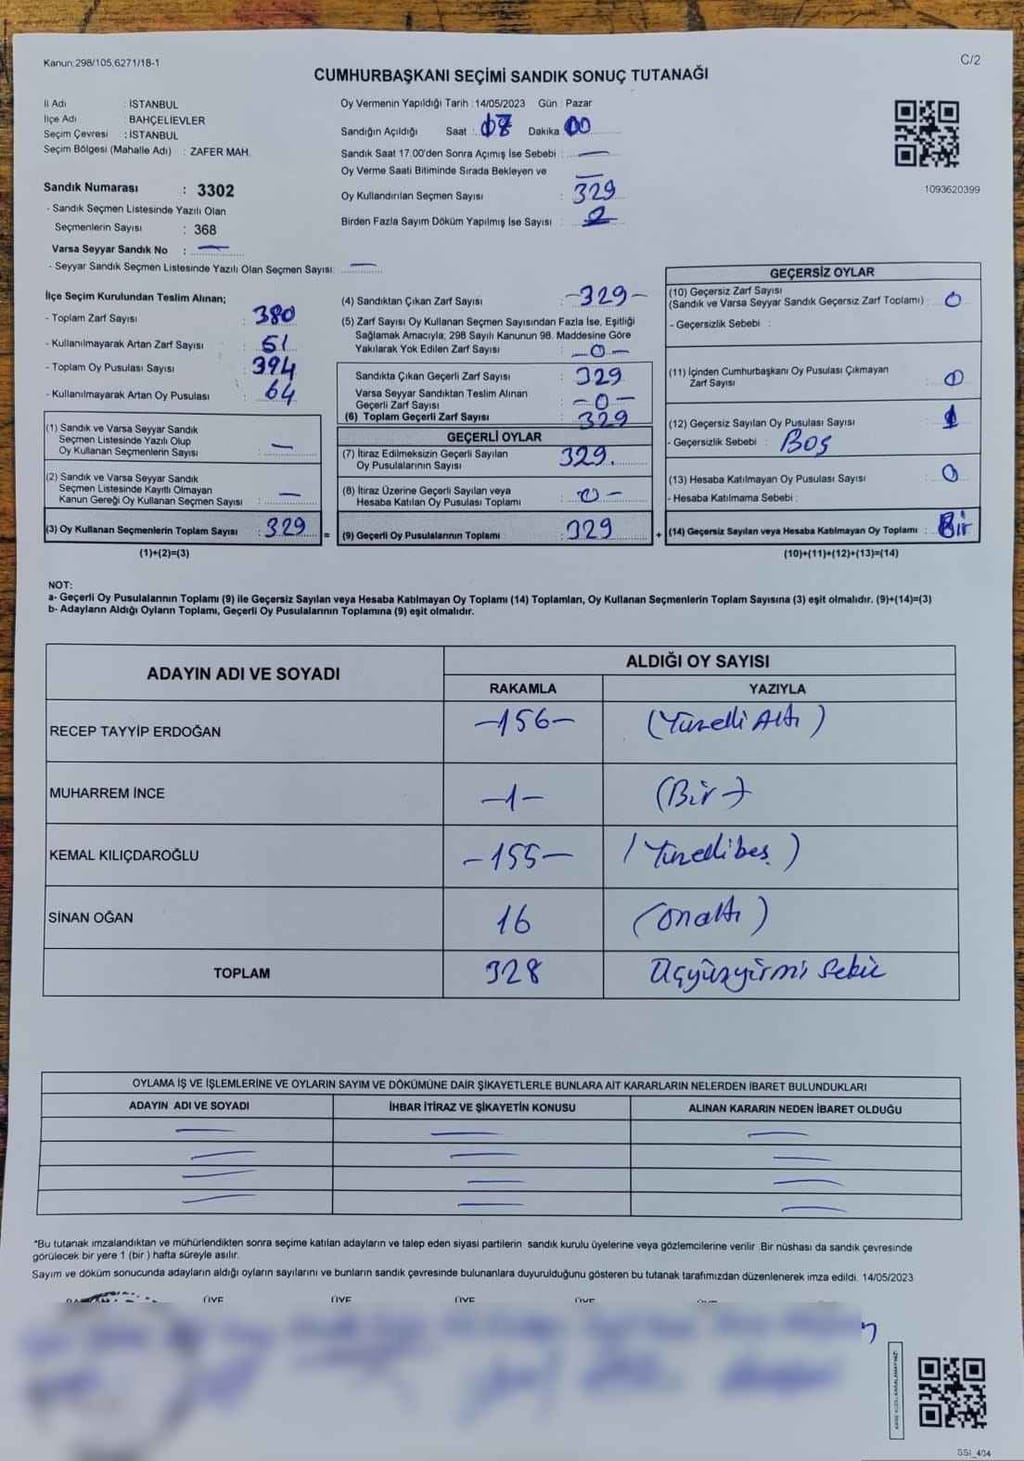 Kanun:298/105,6271/18-1
C/2
CUMHURBAŞKANI SEÇİMİ SANDIK SONUÇ TUTANAĞI
İl Adı : İSTANBUL
İlçe Adı : BAHÇELİEVLER
Seçim Çevresi : İSTANBUL
Seçim Bölgesi (Mahalle Adı) : ZAFER MAH.
Sandık Numarası : 3302
- Sandık Seçmen Listesinde Yazılı Olan
Seçmenlerin Sayısı : 368
Varsa Seyyar Sandık No : —
- Seyyar Sandık Seçmen Listesinde Yazılı Olan Seçmen Sayısı: —
Oy Vermenin Yapıldığı Tarih : 14/05/2023 Gün : Pazar
Sandığın Açıldığı Saat : 08 Dakika 00
Sandık Saat 17.00'den Sonra Açımış İse Sebebi : —
Oy Verme Saati Bitiminde Sırada Bekleyen ve —
Oy Kullandırılan Seçmen Sayısı : 329
Birden Fazla Sayım Döküm Yapılmış İse Sayısı : 2
1093620399
İlçe Seçim Kurulundan Teslim Alınan;
- Toplam Zarf Sayısı : 380
- Kullanılmayarak Artan Zarf Sayısı : 51
- Toplam Oy Pusulası Sayısı : 394
- Kullanılmayarak Artan Oy Pusulası : 64
(1) Sandık ve Varsa Seyyar Sandık
Seçmen Listesinde Yazılı Olup
Oy Kullanan Seçmenlerin Sayısı : —
(2) Sandık ve Varsa Seyyar Sandık
Seçmen Listesinde Kayıtlı Olmayan
Kanun Gereği Oy Kullanan Seçmen Sayısı : —
(3) Oy Kullanan Seçmenlerin Toplam Sayısı : 329 =
(1)+(2)=(3)
(4) Sandıktan Çıkan Zarf Sayısı : -329-
(5) Zarf Sayısı Oy Kullanan Seçmen Sayısından Fazla İse, Eşitliği
Sağlamak Amacıyla; 298 Sayılı Kanunun 98. Maddesine Göre
Yakılarak Yok Edilen Zarf Sayısı : -0-
Sandıkta Çıkan Geçerli Zarf Sayısı : 329
Varsa Seyyar Sandıktan Teslim Alınan
Geçerli Zarf Sayısı : -0-
(6) Toplam Geçerli Zarf Sayısı : 329
GEÇERLİ OYLAR
(7) İtiraz Edilmeksizin Geçerli Sayılan
Oy Pusulalarının Sayısı : 329.
(8) İtiraz Üzerine Geçerli Sayılan veya
Hesaba Katılan Oy Pusulası Toplamı : 0 -
(9) Geçerli Oy Pusulalarının Toplamı : 329 +
GEÇERSİZ OYLAR
(10) Geçersiz Zarf Sayısı
(Sandık ve Varsa Seyyar Sandık Geçersiz Zarf Toplamı) : 0
- Geçersizlik Sebebi :
(11) İçinden Cumhurbaşkanı Oy Pusulası Çıkmayan
Zarf Sayısı : 0
(12) Geçersiz Sayılan Oy Pusulası Sayısı : 1
- Geçersizlik Sebebi : Boş
(13) Hesaba Katılmayan Oy Pusulası Sayısı : 0
- Hesaba Katılmama Sebebi :
(14) Geçersiz Sayılan veya Hesaba Katılmayan Oy Toplamı : Bir
(10)+(11)+(12)+(13)=(14)
NOT:
a- Geçerli Oy Pusulalarının Toplamı (9) ile Geçersiz Sayılan veya Hesaba Katılmayan Oy Toplamı (14) Toplamları, Oy Kullanan Seçmenlerin Toplam Sayısına (3) eşit olmalıdır. (9)+(14)=(3)
b- Adayların Aldığı Oyların Toplamı, Geçerli Oy Pusulalarının Toplamına (9) eşit olmalıdır.
ADAYIN ADI VE SOYADI ALDIĞI OY SAYISI
RAKAMLA YAZIYLA
RECEP TAYYİP ERDOĞAN -156- (Yüzelli Altı)
MUHARREM İNCE -1- (Bir)
KEMAL KILIÇDAROĞLU -155- (Yüzellibeş)
SİNAN OĞAN 16 (onaltı)
TOPLAM 328 Üçyüzyirmi sekiz
OYLAMA İŞ VE İŞLEMLERİNE VE OYLARIN SAYIM VE DÖKÜMÜNE DAİR ŞİKAYETLERLE BUNLARA AİT KARARLARIN NELERDEN İBARET BULUNDUKLARI
ADAYIN ADI VE SOYADI İHBAR İTİRAZ VE ŞİKAYETİN KONUSU ALINAN KARARIN NEDEN İBARET OLDUĞU
*Bu tutanak imzalandıktan ve mühürlendikten sonra seçime katılan adayların ve talep eden siyasi partilerin sandık kurulu üyelerine veya gözlemcilerine verilir. Bir nüshası da sandık çevresinde
görülecek bir yere 1 (bir) hafta süreyle asılır.
Sayım ve döküm sonucunda adayların aldığı oyların sayılarını ve bunların sandık çevresinde bulunanlara duyurulduğunu gösteren bu tutanak tarafımızdan düzenlenerek imza edildi. 14/05/2023
ÜYE ÜYE ÜYE ÜYE